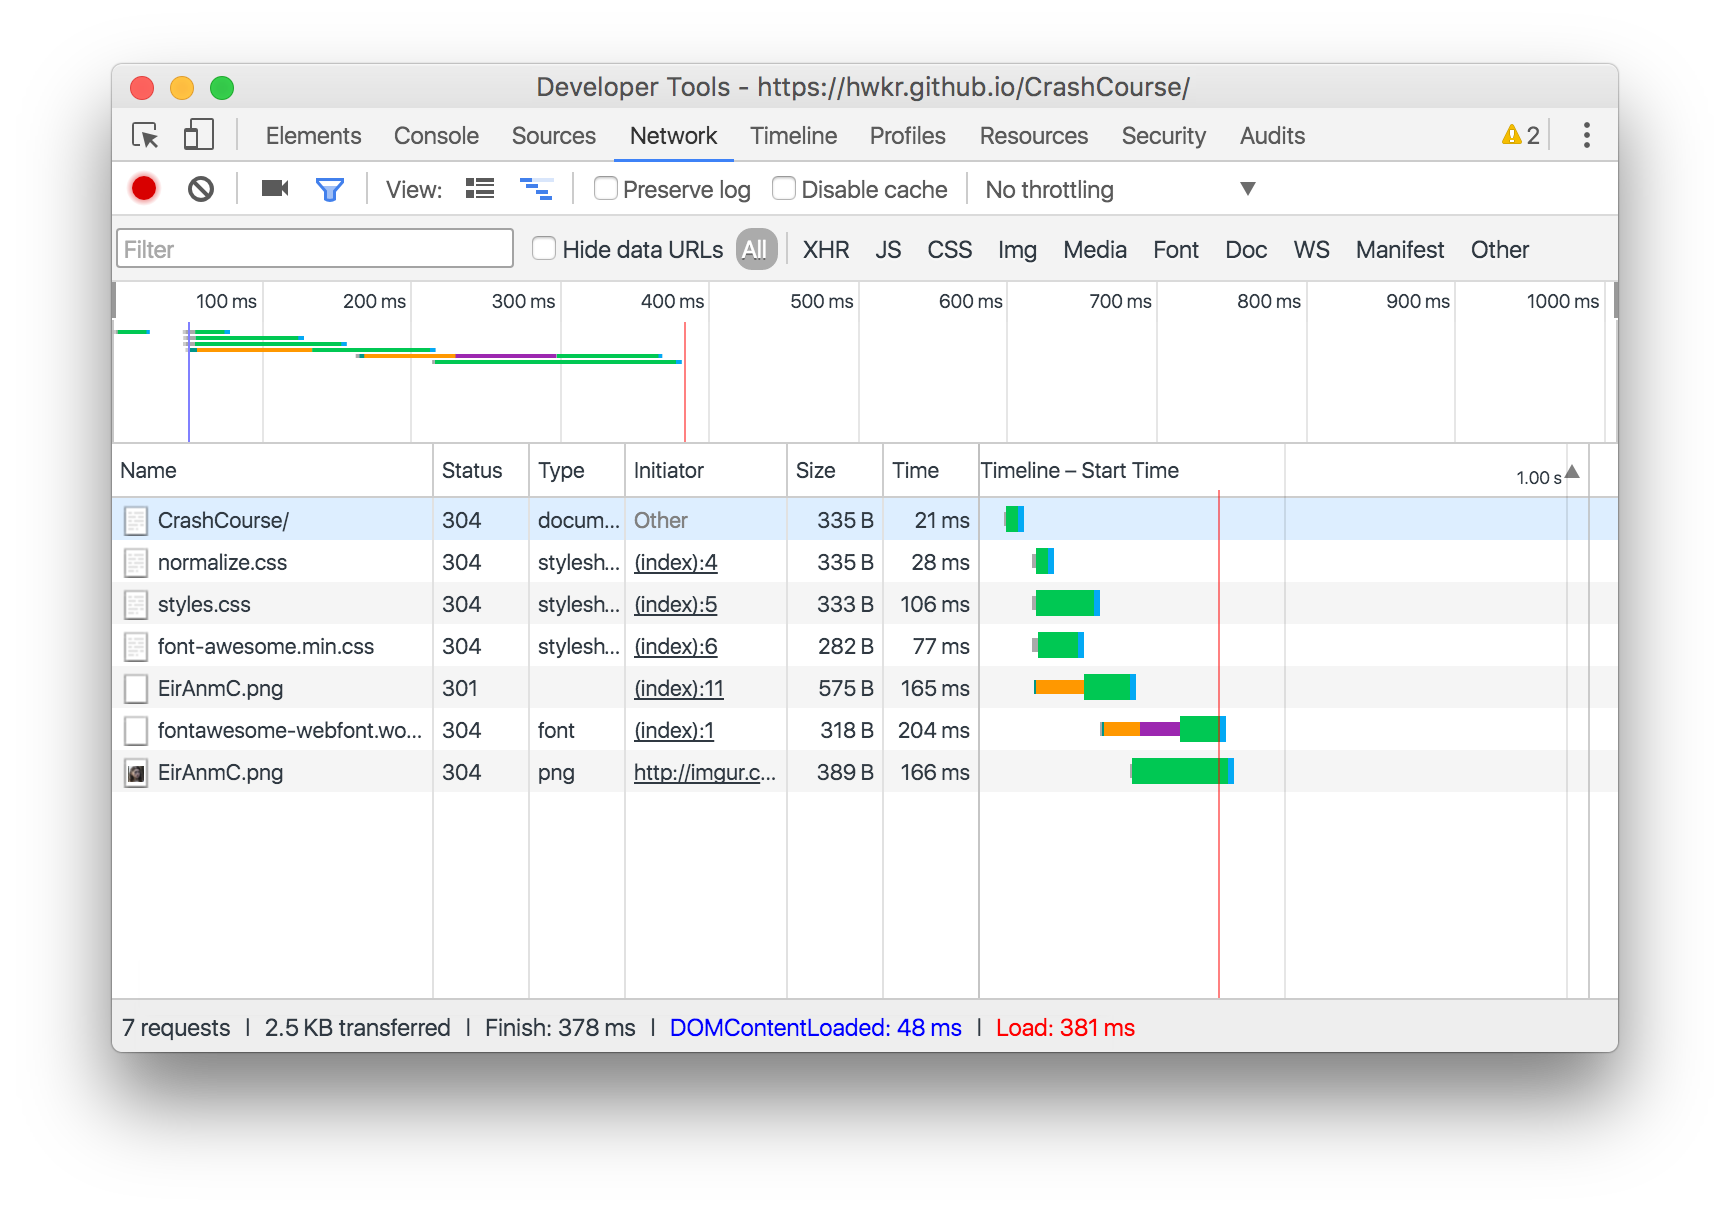 Developer Tools - https://hwkr.github.io/CrashCourse/
Elements Console Sources Network Timeline Profiles Resources Security Audits 2
View: Preserve log Disable cache No throttling
Filter Hide data URLs All XHR JS CSS Img Media Font Doc WS Manifest Other
100 ms 200 ms 300 ms 400 ms 500 ms 600 ms 700 ms 800 ms 900 ms 1000 ms
Name Status Type Initiator Size Time Timeline – Start Time 1.00 s
CrashCourse/ 304 docum... Other 335 B 21 ms
normalize.css 304 stylesh... (index):4 335 B 28 ms
styles.css 304 stylesh... (index):5 333 B 106 ms
font-awesome.min.css 304 stylesh... (index):6 282 B 77 ms
EirAnmC.png 301 (index):11 575 B 165 ms
fontawesome-webfont.wo... 304 font (index):1 318 B 204 ms
EirAnmC.png 304 png http://imgur.c... 389 B 166 ms
7 requests | 2.5 KB transferred | Finish: 378 ms | DOMContentLoaded: 48 ms | Load: 381 ms